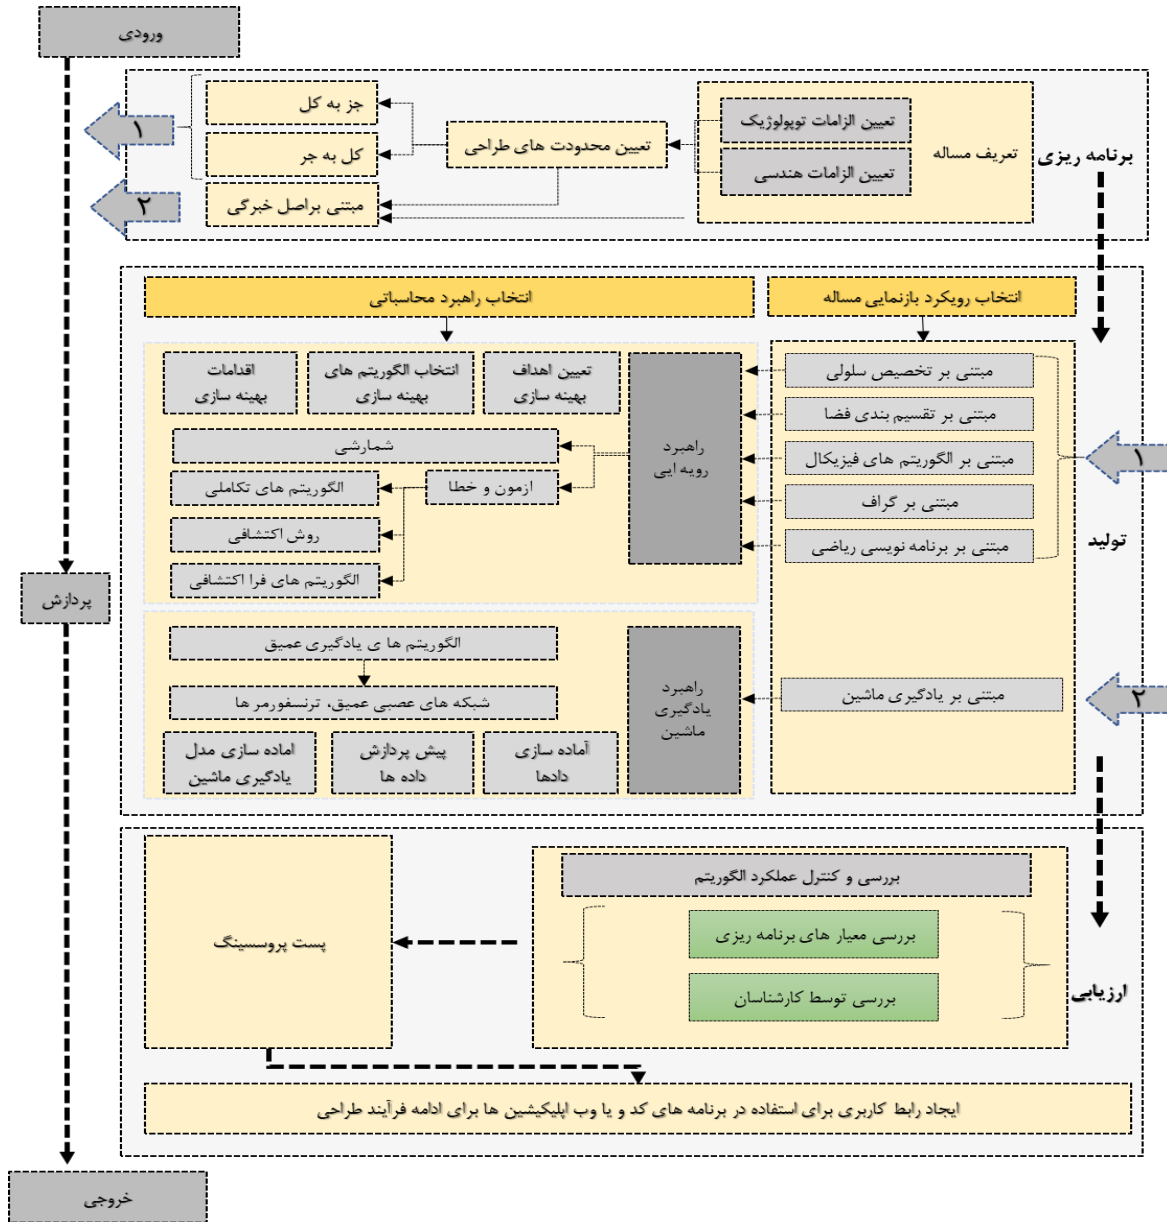 ورودی
برنامه ریزی
تعریف مساله
تعیین الزامات توپولوژیک
تعیین الزامات هندسی
تعیین محدودت های طراحی
جز به کل
کل به جر
مبتنی براصل خبرگی
۱
۲
انتخاب رویکرد بازنمایی مساله
انتخاب راهبرد محاسباتی
تولید
۱
مبتنی بر تخصیص سلولی
مبتنی بر تقسیم بندی فضا
مبتنی بر الگوریتم های فیزیکال
مبتنی بر گراف
مبتنی بر برنامه نویسی ریاضی
۲
مبتنی بر یادگیری ماشین
راهبرد
رویه ایی
تعیین اهداف
بهینه سازی
انتخاب الگوریتم های
بهینه سازی
اقدامات
بهینه سازی
شمارشی
ازمون و خطا
الگوریتم های تکاملی
روش اکتشافی
الگوریتم های فرا اکتشافی
پردازش
راهبرد
یادگیری
ماشین
الگوریتم ها ی یادگیری عمیق
شبکه های عصبی عمیق، ترنسفورمر ها
آماده سازی
دادها
پیش پردازش
داده ها
اماده سازی مدل
یادگیری ماشین
ارزیابی
بررسی و کنترل عملکرد الگوریتم
بررسی معیار های برنامه ریزی
بررسی توسط کارشناسان
پست پروسسینگ
ایجاد رابط کاربری برای استفاده در برنامه های کد و یا وب اپلیکیشین ها برای ادامه فرآیند طراحی
خروجی